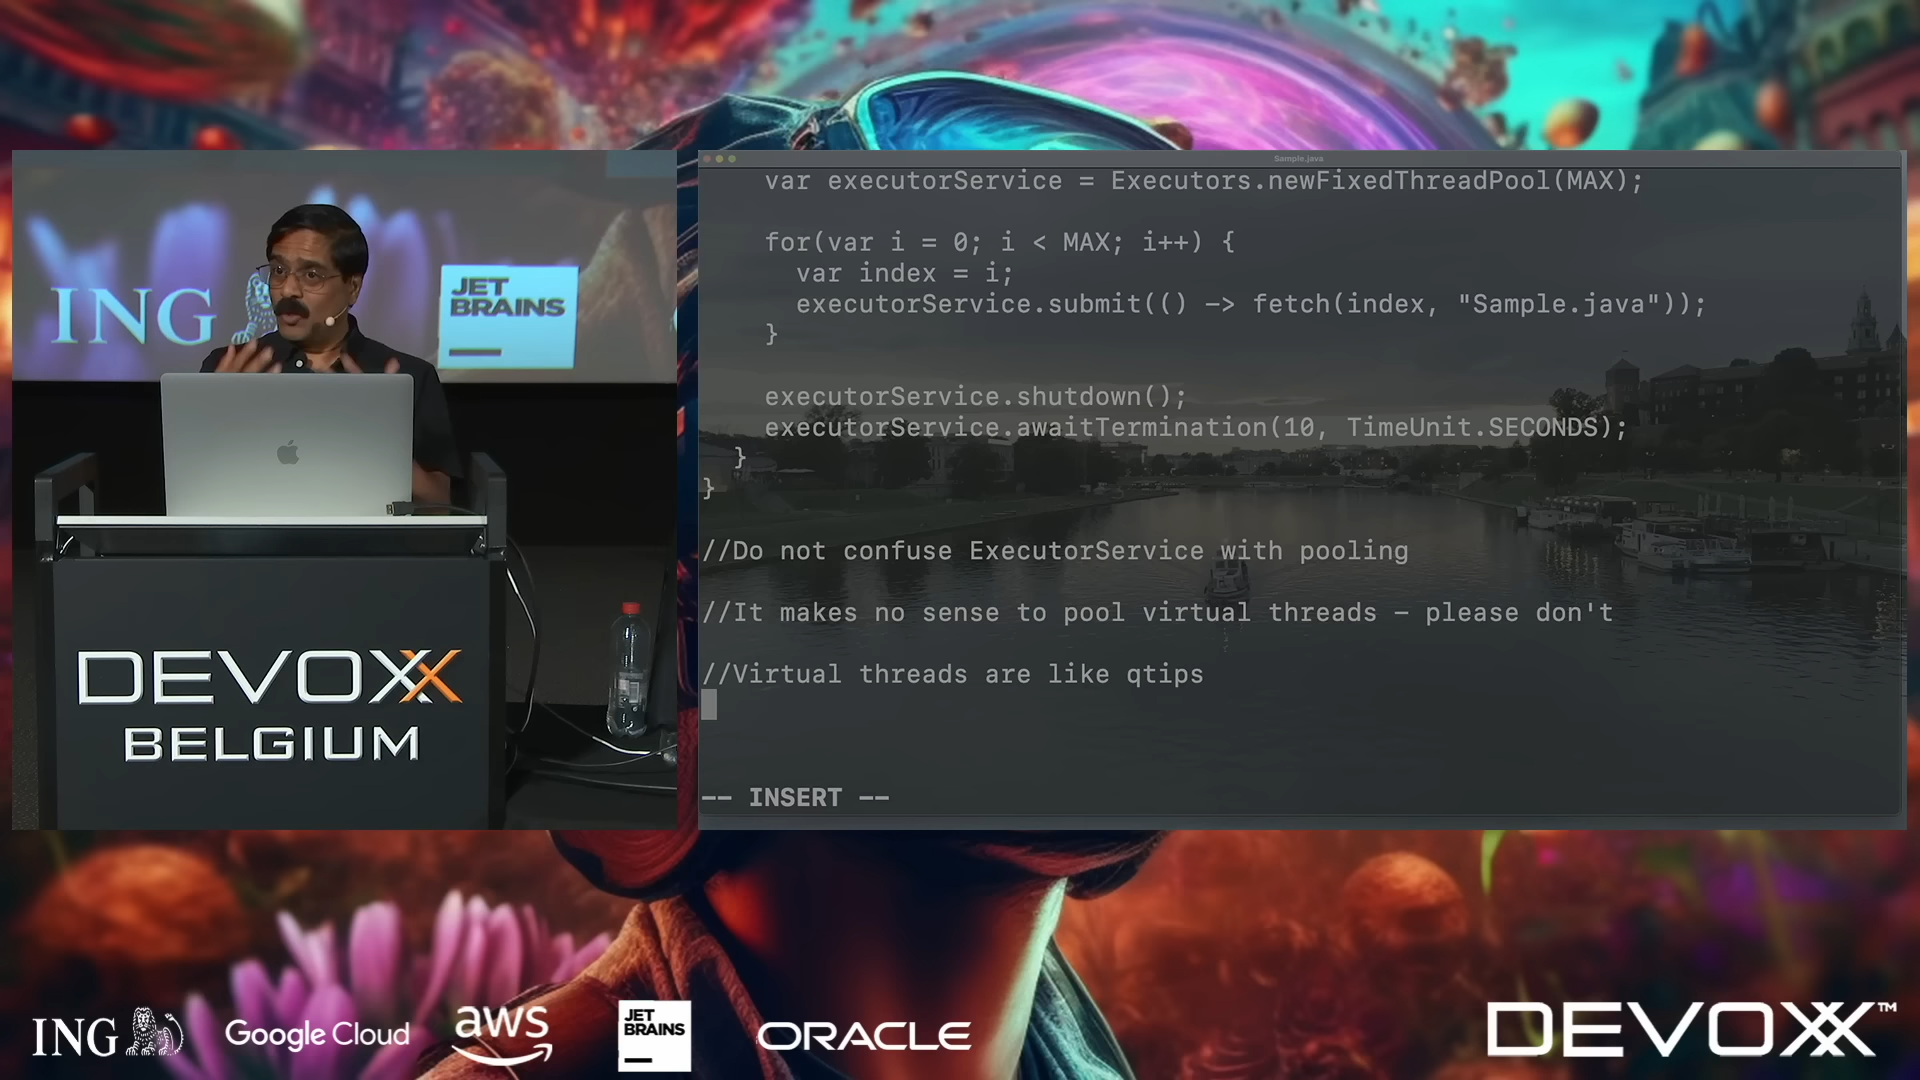 ING
JET
BRAINS
DEVOXX
BELGIUM
Sample.java
var executorService = Executors.newFixedThreadPool(MAX);
for(var i = 0; i < MAX; i++) {
var index = i;
executorService.submit(() -> fetch(index, "Sample.java"));
}
executorService.shutdown();
executorService.awaitTermination(10, TimeUnit.SECONDS);
}
}
//Do not confuse ExecutorService with pooling
//It makes no sense to pool virtual threads - please don't
//Virtual threads are like qtips
-- INSERT --
ING
Google Cloud
aws
JET
BRAINS
ORACLE
DEVOXX™